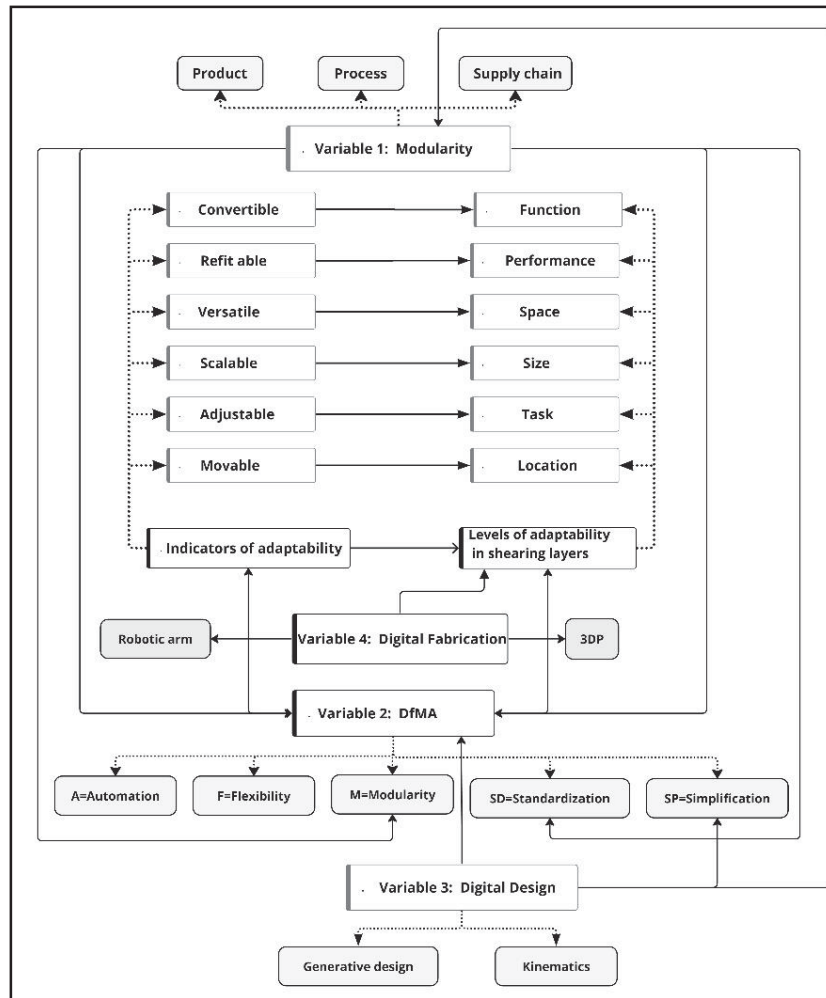 Product
Process
Supply chain
Variable 1: Modularity
Convertible
Function
Refit able
Performance
Versatile
Space
Scalable
Size
Adjustable
Task
Movable
Location
Indicators of adaptability
Levels of adaptability
in shearing layers
Robotic arm
Variable 4: Digital Fabrication
3DP
Variable 2: DfMA
A=Automation
F=Flexibility
M=Modularity
SD=Standardization
SP=Simplification
Variable 3: Digital Design
Generative design
Kinematics